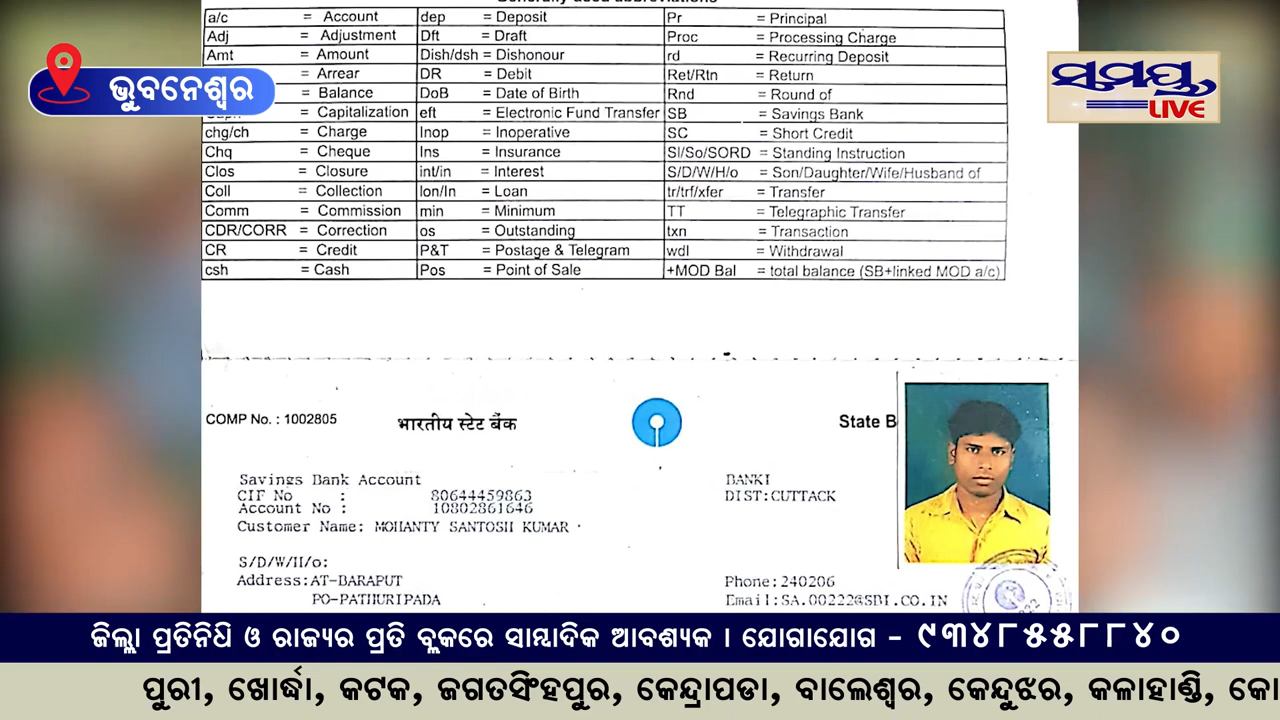 Generally used abbreviations
a/c = Account dep = Deposit Pr = Principal
Adj = Adjustment Dft = Draft Proc = Processing Charge
Amt = Amount Dish/dsh = Dishonour rd = Recurring Deposit
= Arrear DR = Debit Ret/Rtn = Return
= Balance DoB = Date of Birth Rnd = Round of
= Capitalization eft = Electronic Fund Transfer SB = Savings Bank
chg/ch = Charge Inop = Inoperative SC = Short Credit
Chq = Cheque Ins = Insurance SI/So/SORD = Standing Instruction
Clos = Closure int/in = Interest S/D/W/H/o = Son/Daughter/Wife/Husband of
Coll = Collection lon/ln = Loan tr/trf/xfer = Transfer
Comm = Commission min = Minimum TT = Telegraphic Transfer
CDR/CORR = Correction os = Outstanding txn = Transaction
CR = Credit P&T = Postage & Telegram wdl = Withdrawal
csh = Cash Pos = Point of Sale +MOD Bal = total balance (SB+linked MOD a/c)
ଭୁବନେଶ୍ୱର
ସମୟ
LIVE
COMP No. : 1002805 भारतीय स्टेट बैंक State B
Savings Bank Account BANKI
CIF No : 80644459863 DIST:CUTTACK
Account No : 10802861646
Customer Name: MOHANTY SANTOSH KUMAR
S/D/W/H/o:
Address:AT-BARAPUT Phone:240206
PO-PATHURIPADA Email:SA.00222@SBI.CO.IN
ଜିଲ୍ଲା ପ୍ରତିନିଧି ଓ ରାଜ୍ୟର ପ୍ରତି ବ୍ଲକରେ ସାମ୍ବାଦିକ ଆବଶ୍ୟକ । ଯୋଗାଯୋଗ - ୯୩୪୮୫୫୮୮୪୦
ପୁରୀ, ଖୋର୍ଦ୍ଧା, କଟକ, ଜଗତସିଂହପୁର, କେନ୍ଦ୍ରାପଡା, ବାଲେଶ୍ୱର, କେନ୍ଦୁଝର, କଳାହାଣ୍ଡି, କୋ